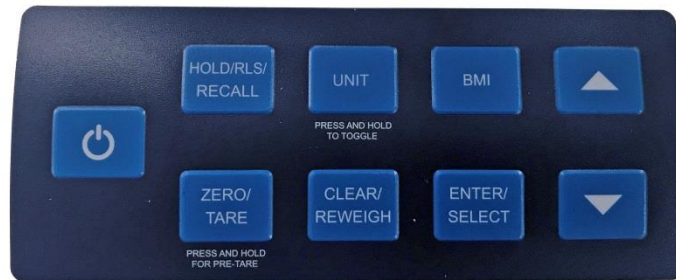 HOLD/RLS/
RECALL
UNIT
PRESS AND HOLD
TO TOGGLE
BMI
ZERO/
TARE
PRESS AND HOLD
FOR PRE-TARE
CLEAR/
REWEIGH
ENTER/
SELECT